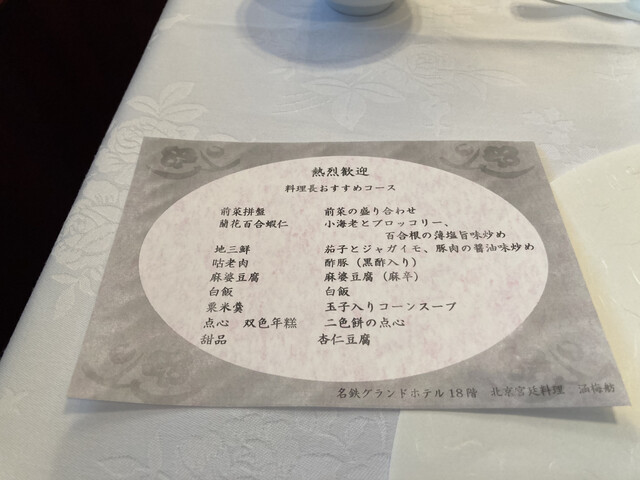 熱烈歓迎
料理長おすすめコース
前菜拼盤 前菜の盛り合わせ
蘭花百合蝦仁 小海老とブロッコリー、
百合根の薄塩旨味炒め
地三鮮 茄子とジャガイモ、豚肉の醤油味炒め
咕老肉 酢豚（黒酢入り）
麻婆豆腐 麻婆豆腐（麻辛）
白飯 白飯
粟米羹 玉子入りコーンスープ
点心 双色年糕 二色餅の点心
甜品 杏仁豆腐
名鉄グランドホテル18階 北京宮廷料理 涵梅舫